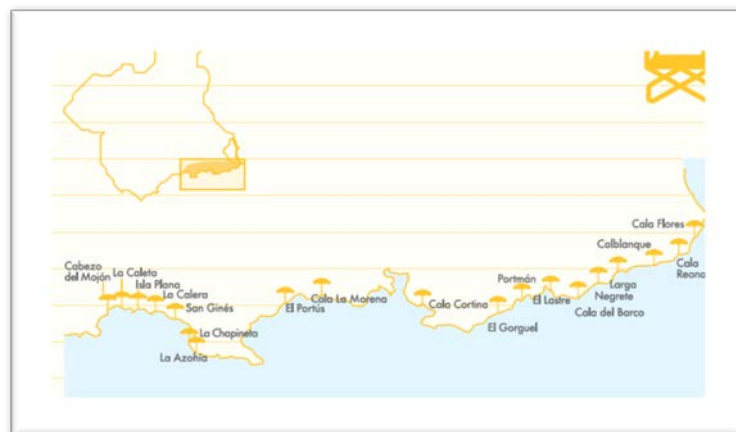 Cabezo
del Mojón
La Caleta
Isla Plana
La Calera
San Ginés
La Chapineta
La Azohía
El Portús
Cala La Morena
Cala Cortina
El Gorguel
Portmán
El Lastre
Cala del Barco
Negrete
Larga
Calblanque
Cala
Reona
Cala Flores